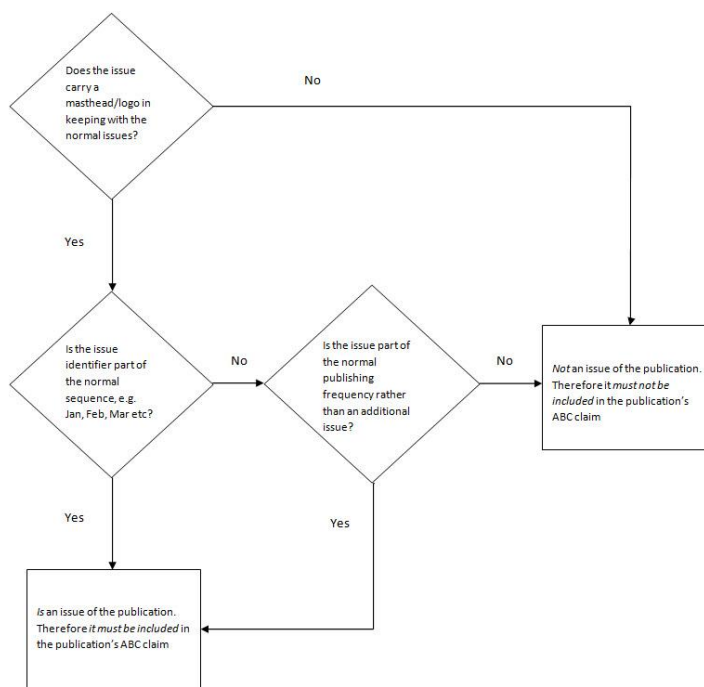 Does the issue
carry a
masthead/logo in
keeping with the
normal issues?
No
Yes
Is the issue
identifier part of
the normal
sequence, e.g.
Jan, Feb, Mar etc?
No
Is the issue part of
the normal
publishing
frequency rather
than an additional
issue?
No
Not an issue of the publication.
Therefore it must not be
included in the publication's
ABC claim
Yes
Yes
Is an issue of the publication.
Therefore it must be included in
the publication's ABC claim